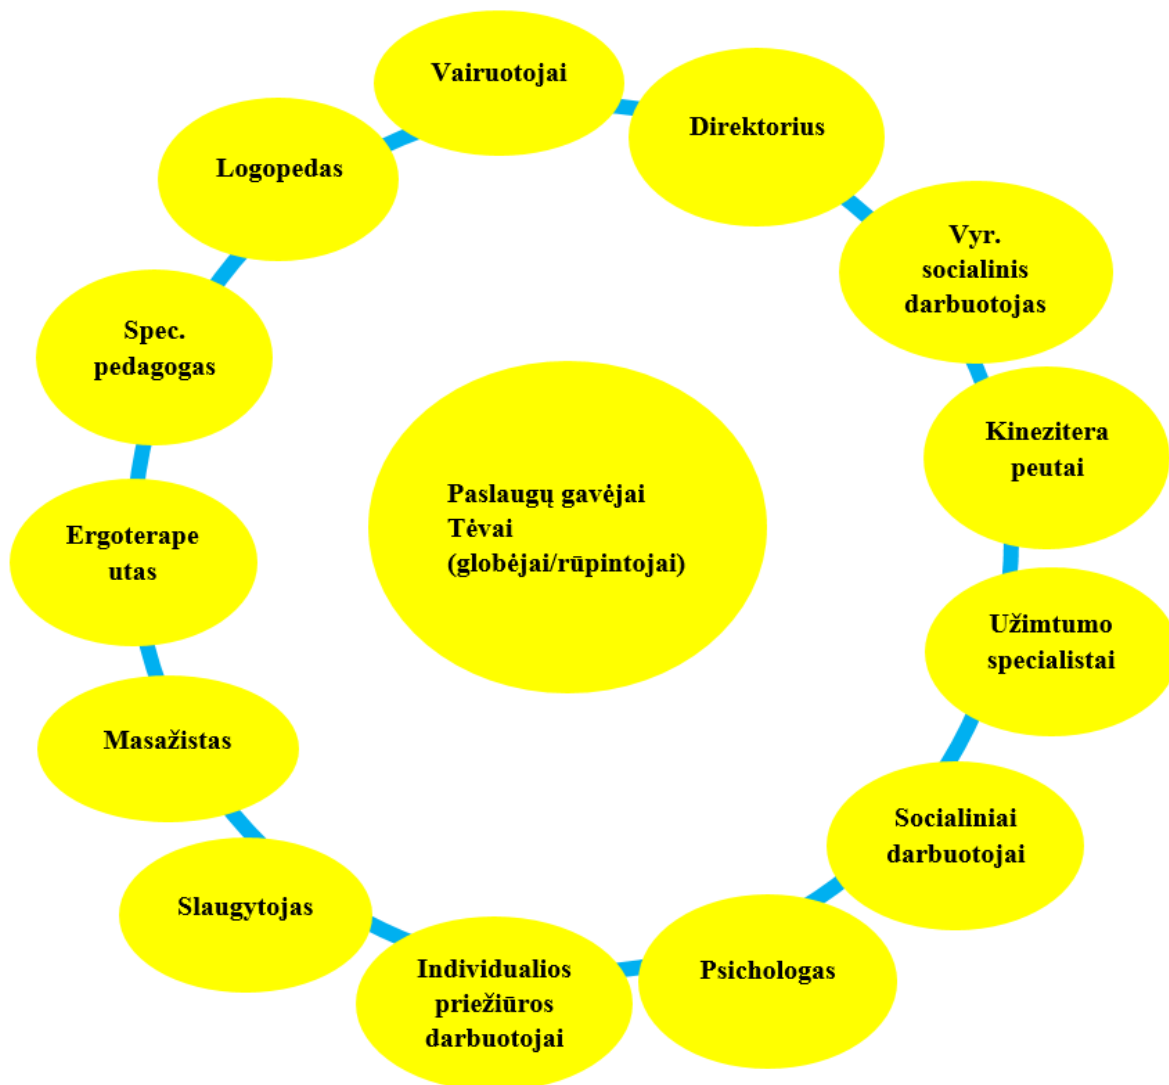 Vairuotojai
Direktorius
Vyr.
socialinis
darbuotojas
Kinezitera
peutai
Užimtumo
specialistai
Socialiniai
darbuotojai
Psichologas
Individualios
priežiūros
darbuotojai
Slaugytojas
Masažistas
Ergoterape
utas
Spec.
pedagogas
Logopedas
Paslaugų gavėjai
Tėvai
(globėjai/rūpintojai)